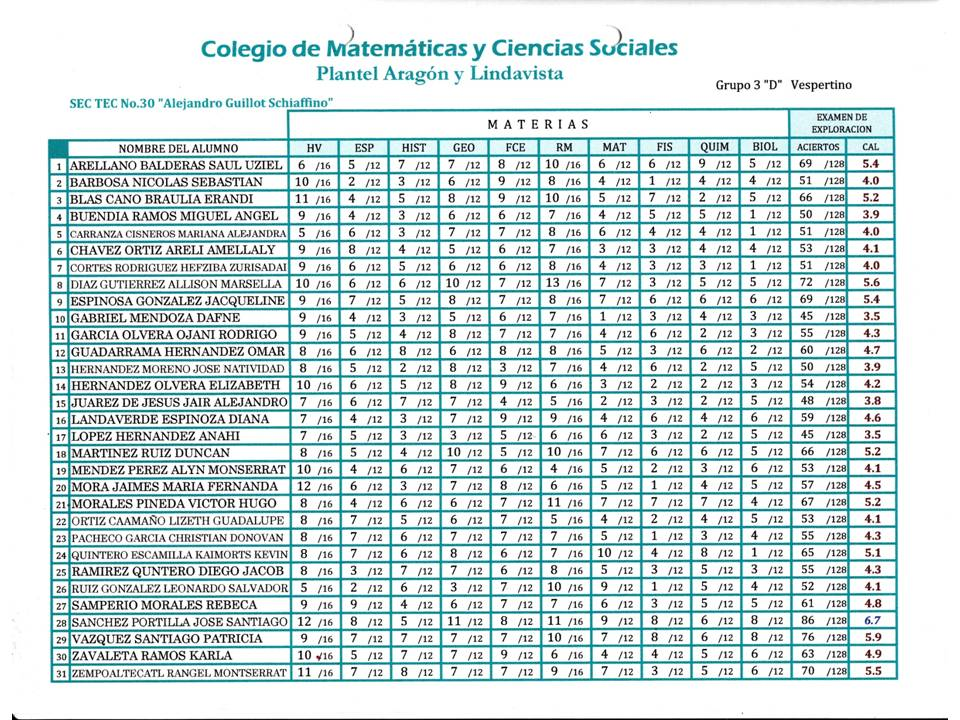 Colegio de Matemáticas y Ciencias Sociales
Plantel Aragón y Lindavista
Grupo 3 "D" Vespertino
SEC TEC No.30 "Alejandro Guillot Schiaffino"
M A T E R I A S EXAMEN DE EXPLORACION
NOMBRE DEL ALUMNO HV ESP HIST GEO FCE RM MAT FIS QUIM BIOL ACIERTOS CAL
1 ARELLANO BALDERAS SAUL UZIEL 6 /16 5 /12 7 /12 7 /12 8 /12 10 /16 6 /12 6 /12 9 /12 5 /12 69 /128 5.4
2 BARBOSA NICOLAS SEBASTIAN 10 /16 2 /12 3 /12 6 /12 9 /12 8 /16 4 /12 1 /12 4 /12 4 /12 51 /128 4.0
3 BLAS CANO BRAULIA ERANDI 11 /16 4 /12 5 /12 8 /12 9 /12 10 /16 5 /12 7 /12 2 /12 5 /12 66 /128 5.2
4 BUENDIA RAMOS MIGUEL ANGEL 9 /16 4 /12 3 /12 6 /12 6 /12 7 /16 4 /12 5 /12 5 /12 1 /12 50 /128 3.9
5 CARRANZA CISNEROS MARIANA ALEJANDRA 5 /16 6 /12 3 /12 7 /12 7 /12 8 /16 6 /12 4 /12 4 /12 1 /12 51 /128 4.0
6 CHAVEZ ORTIZ ARELI AMELLALY 9 /16 8 /12 4 /12 5 /12 6 /12 7 /16 3 /12 3 /12 4 /12 4 /12 53 /128 4.1
7 CORTES RODRIGUEZ HEFZIBA ZURISADAI 9 /16 6 /12 5 /12 6 /12 6 /12 8 /16 4 /12 3 /12 3 /12 1 /12 51 /128 4.0
8 DIAZ GUTIERREZ ALLISON MARSELLA 10 /16 6 /12 6 /12 10 /12 7 /12 13 /16 7 /12 3 /12 5 /12 5 /12 72 /128 5.6
9 ESPINOSA GONZALEZ JACQUELINE 9 /16 7 /12 5 /12 8 /12 7 /12 8 /16 7 /12 6 /12 6 /12 6 /12 69 /128 5.4
10 GABRIEL MENDOZA DAFNE 9 /16 4 /12 3 /12 5 /12 6 /12 7 /16 1 /12 3 /12 4 /12 3 /12 45 /128 3.5
11 GARCIA OLVERA OJANI RODRIGO 9 /16 5 /12 4 /12 8 /12 7 /12 7 /16 4 /12 6 /12 2 /12 3 /12 55 /128 4.3
12 GUADARRAMA HERNANDEZ OMAR 8 /16 6 /12 8 /12 6 /12 8 /12 8 /16 5 /12 3 /12 6 /12 2 /12 60 /128 4.7
13 HERNANDEZ MORENO JOSE NATIVIDAD 8 /16 5 /12 2 /12 8 /12 3 /12 7 /16 4 /12 6 /12 2 /12 5 /12 50 /128 3.9
14 HERNANDEZ OLVERA ELIZABETH 10 /16 6 /12 5 /12 8 /12 9 /12 6 /16 3 /12 2 /12 2 /12 3 /12 54 /128 4.2
15 JUAREZ DE JESUS JAIR ALEJANDRO 7 /16 6 /12 7 /12 7 /12 4 /12 5 /16 2 /12 3 /12 2 /12 5 /12 48 /128 3.8
16 LANDAVERDE ESPINOZA DIANA 7 /16 4 /12 3 /12 7 /12 9 /12 9 /16 4 /12 6 /12 4 /12 6 /12 59 /128 4.6
17 LOPEZ HERNANDEZ ANAHI 7 /16 5 /12 3 /12 3 /12 5 /12 6 /16 6 /12 3 /12 2 /12 5 /12 45 /128 3.5
18 MARTINEZ RUIZ DUNCAN 8 /16 5 /12 4 /12 10 /12 5 /12 10 /16 7 /12 6 /12 6 /12 5 /12 66 /128 5.2
19 MENDEZ PEREZ ALYN MONSERRAT 10 /16 4 /12 6 /12 7 /12 6 /12 4 /16 5 /12 2 /12 3 /12 6 /12 53 /128 4.1
20 MORA JAIMES MARIA FERNANDA 12 /16 6 /12 3 /12 7 /12 8 /12 6 /16 5 /12 1 /12 4 /12 5 /12 57 /128 4.5
21 MORALES PINEDA VICTOR HUGO 8 /16 4 /12 6 /12 6 /12 7 /12 11 /16 7 /12 7 /12 7 /12 4 /12 67 /128 5.2
22 ORTIZ CAAMAÑO LIZETH GUADALUPE 8 /16 7 /12 5 /12 6 /12 7 /12 5 /16 4 /12 2 /12 4 /12 5 /12 53 /128 4.1
23 PACHECO GARCIA CHRISTIAN DONOVAN 8 /16 7 /12 6 /12 7 /12 7 /12 7 /16 5 /12 1 /12 3 /12 4 /12 55 /128 4.3
24 QUINTERO ESCAMILLA KAIMORTS KEVIN 8 /16 7 /12 6 /12 8 /12 6 /12 7 /16 10 /12 4 /12 8 /12 1 /12 65 /128 5.1
25 RAMIREZ QUNTERO DIEGO JACOB 8 /16 3 /12 7 /12 7 /12 6 /12 8 /16 5 /12 4 /12 3 /12 4 /12 55 /128 4.3
26 RUIZ GONZALEZ LEONARDO SALVADOR 5 /16 2 /12 6 /12 3 /12 7 /12 10 /16 9 /12 1 /12 5 /12 4 /12 52 /128 4.1
27 SAMPERIO MORALES REBECA 9 /16 9 /12 4 /12 6 /12 7 /12 7 /16 6 /12 3 /12 5 /12 5 /12 61 /128 4.8
28 SANCHEZ PORTILLA JOSE SANTIAGO 12 /16 8 /12 5 /12 11 /12 8 /12 11 /16 9 /12 8 /12 6 /12 8 /12 86 /128 6.7
29 VAZQUEZ SANTIAGO PATRICIA 9 /16 7 /12 7 /12 7 /12 7 /12 10 /16 7 /12 8 /12 6 /12 8 /12 76 /128 5.9
30 ZAVALETA RAMOS KARLA 10 /16 5 /12 7 /12 7 /12 9 /12 6 /16 4 /12 4 /12 5 /12 6 /12 63 /128 4.9
31 ZEMPOALTECATL RANGEL MONTSERRAT 11 /16 7 /12 8 /12 7 /12 7 /12 9 /16 7 /12 3 /12 5 /12 6 /12 70 /128 5.5